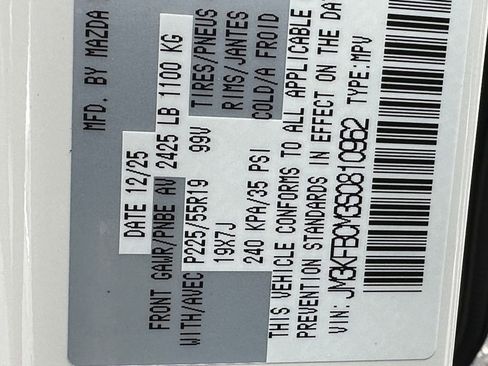 MFD. BY MAZDA
DATE 12/25
FRONT GAWR/PNBE AV 2425 LB 1100 KG
WITH/AVEC TIRES/PNEUS RIMS/JANTES COLD/A FROID
P225/55R19 99V
19X7J
240 KPA/35 PSI
THIS VEHICLE CONFORMS TO ALL APPLICABLE
PREVENTION STANDARDS IN EFFECT ON THE DA
VIN: JM3KFBCM3S0810962 TYPE:MPV